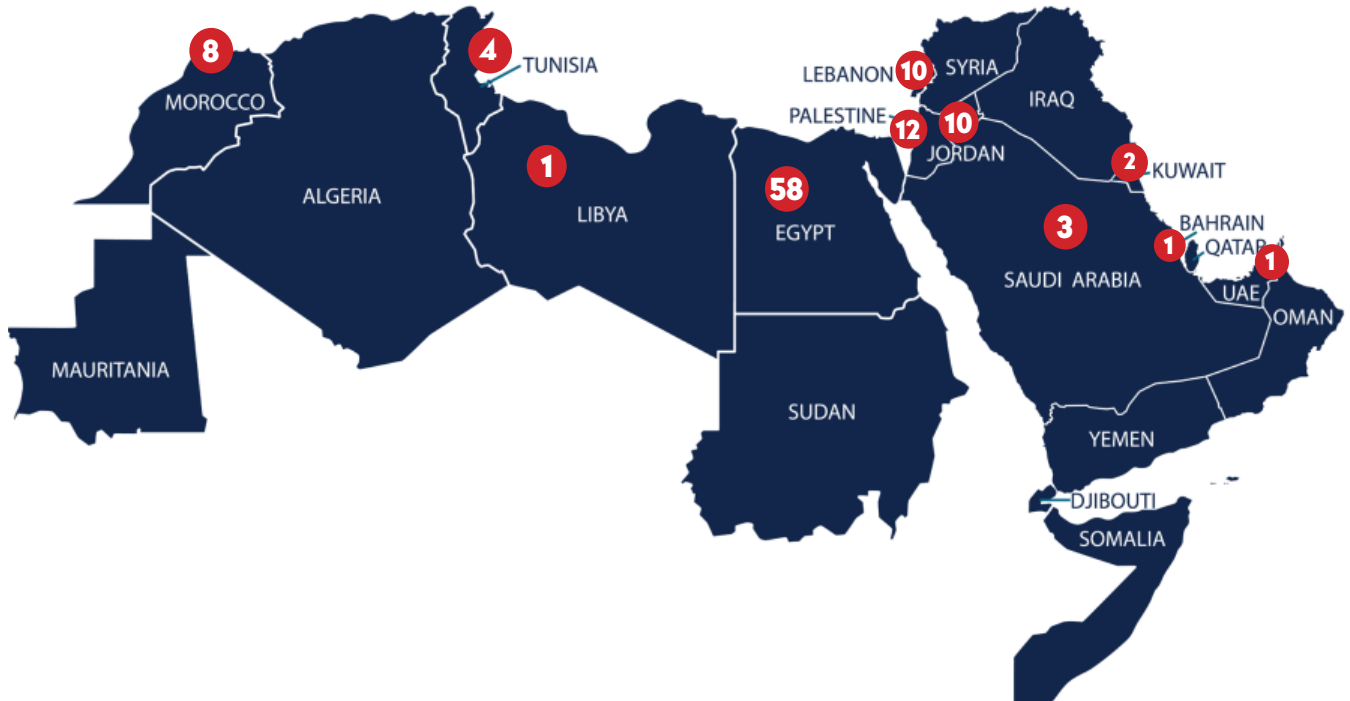 8
4
TUNISIA
MOROCCO
LEBANON
10
SYRIA
IRAQ
PALESTINE
12
10
JORDAN
1
ALGERIA
LIBYA
58
EGYPT
2
KUWAIT
3
SAUDI ARABIA
BAHRAIN
1
QATAR
1
UAE
OMAN
MAURITANIA
SUDAN
YEMEN
DJIBOUTI
SOMALIA